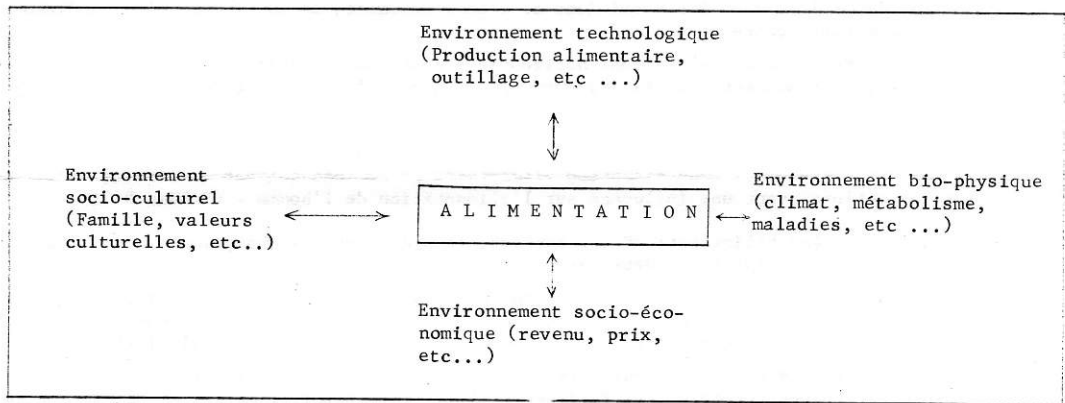 Environnement technologique
(Production alimentaire,
outillage, etc ...)
Environnement
socio-culturel
(Famille, valeurs
culturelles, etc..)
A L I M E N T A T I O N
Environnement bio-physique
(climat, métabolisme,
maladies, etc ...)
Environnement socio-éco-
nomique (revenu, prix,
etc...)